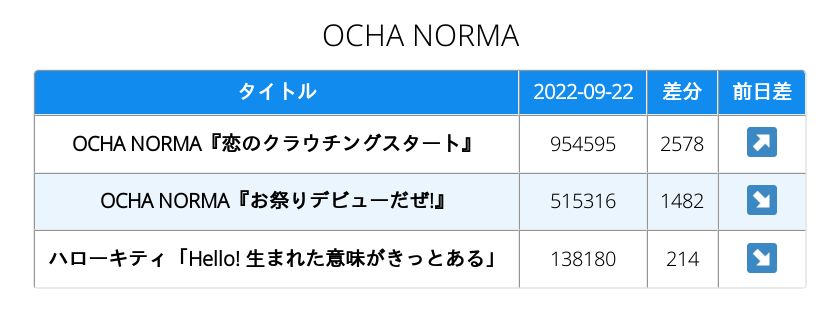 OCHA NORMA
タイトル 2022-09-22 差分 前日差
OCHA NORMA『恋のクラウチングスタート』 954595 2578 ↗
OCHA NORMA『お祭りデビューだぜ!』 515316 1482 ↘
ハローキティ「Hello! 生まれた意味がきっとある」 138180 214 ↘